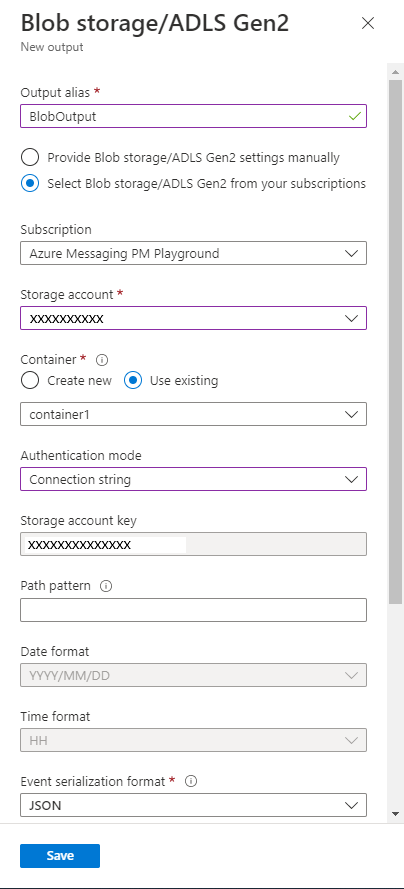 Blob storage/ADLS Gen2
New output
Output alias *
BlobOutput
Provide Blob storage/ADLS Gen2 settings manually
Select Blob storage/ADLS Gen2 from your subscriptions
Subscription
Azure Messaging PM Playground
Storage account *
XXXXXXXXXX
Container *
Create new Use existing
container1
Authentication mode
Connection string
Storage account key
XXXXXXXXXXXXXX
Path pattern
Date format
YYYY/MM/DD
Time format
HH
Event serialization format *
JSON
Save